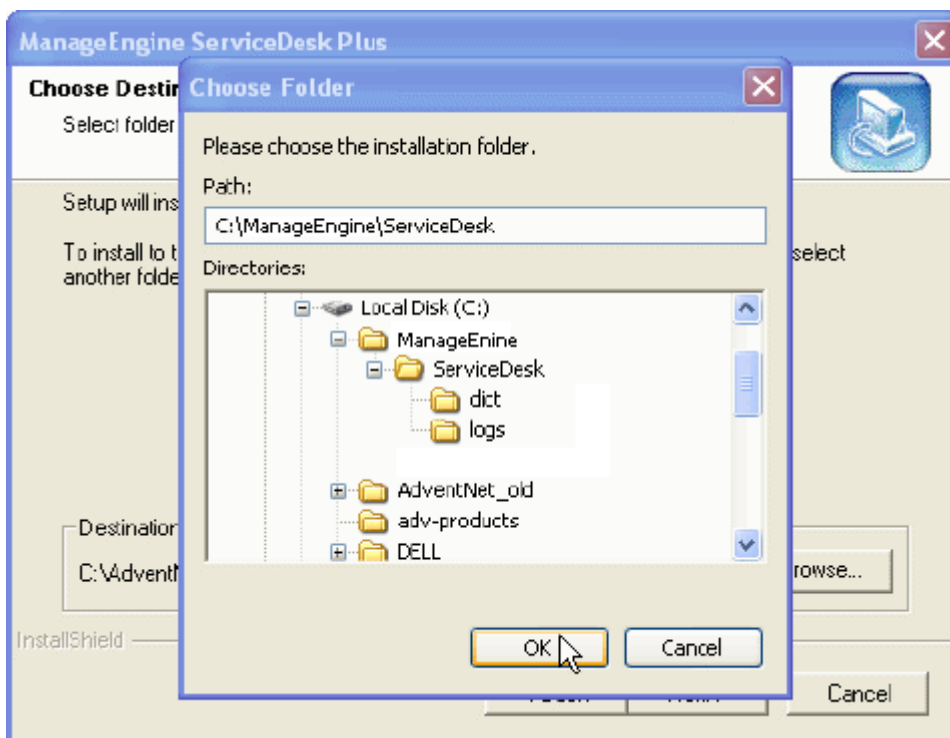 ManageEngine ServiceDesk Plus
Choose Destin
Select folder
Choose Folder
Please choose the installation folder.
Path:
C:\ManageEngine\ServiceDesk
Directories:
Local Disk (C:)
ManageEnine
ServiceDesk
dict
logs
AdventNet_old
adv-products
DELL
OK
Cancel
Setup will ins
To install to t
select
another folde
Destination
C:\AdventN
rowse...
InstallShield
Cancel